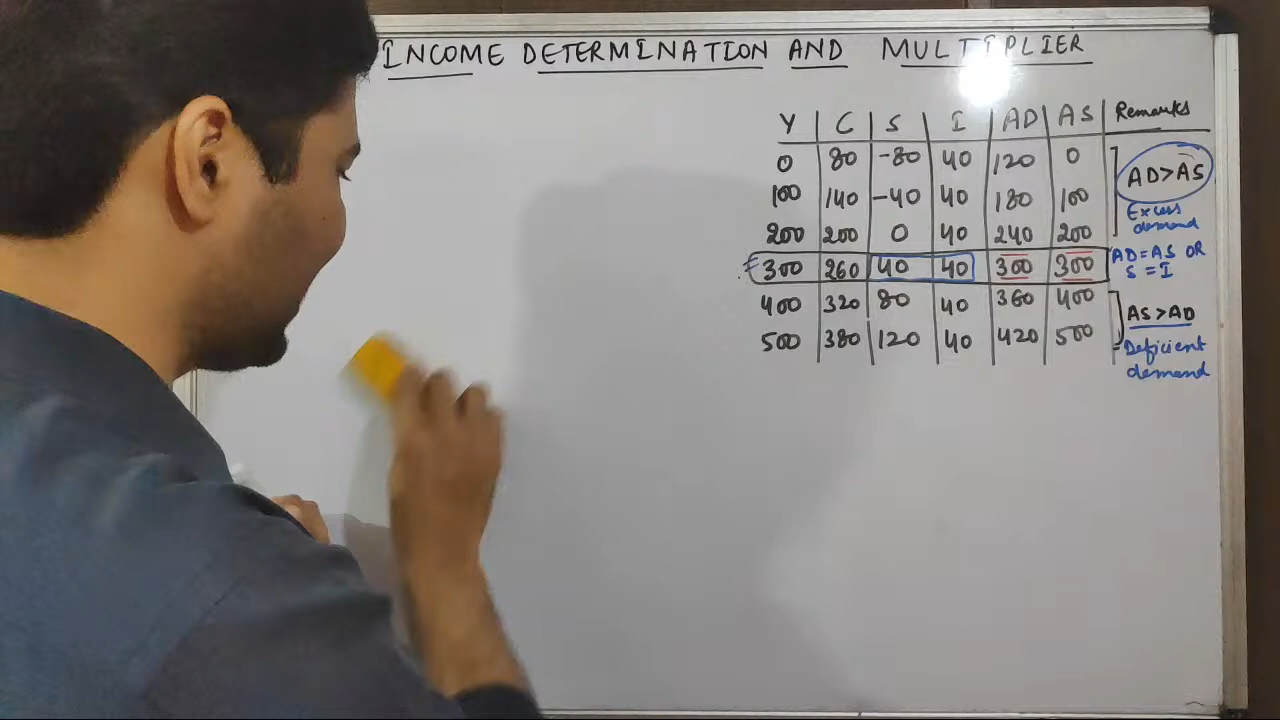 INCOME DETERMINATION AND MULTIPLIER
Y C S I AD AS Remarks
0 80 -80 40 120 0
100 140 -40 40 180 100
200 200 0 40 240 200
300 260 40 40 300 300
400 320 80 40 360 400
500 380 120 40 420 500
AD>AS
Excess
demand
AD=AS OR
S=I
AS>AD
Deficient
demand